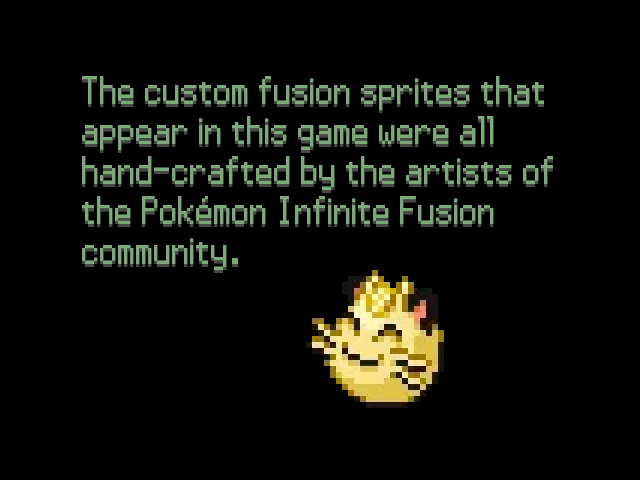 The custom fusion sprites that
appear in this game were all
hand-crafted by the artists of
the Pokémon Infinite Fusion
community.